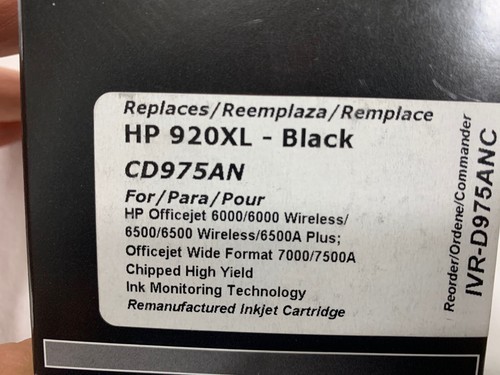 Replaces/Reemplaza/Remplace
HP 920XL - Black
CD975AN
For/Para/Pour
HP Officejet 6000/6000 Wireless/
6500/6500 Wireless/6500A Plus;
Officejet Wide Format 7000/7500A
Chipped High Yield
Ink Monitoring Technology
Remanufactured Inkjet Cartridge
Reorder/Ordene/Commander
IVR-D975ANC